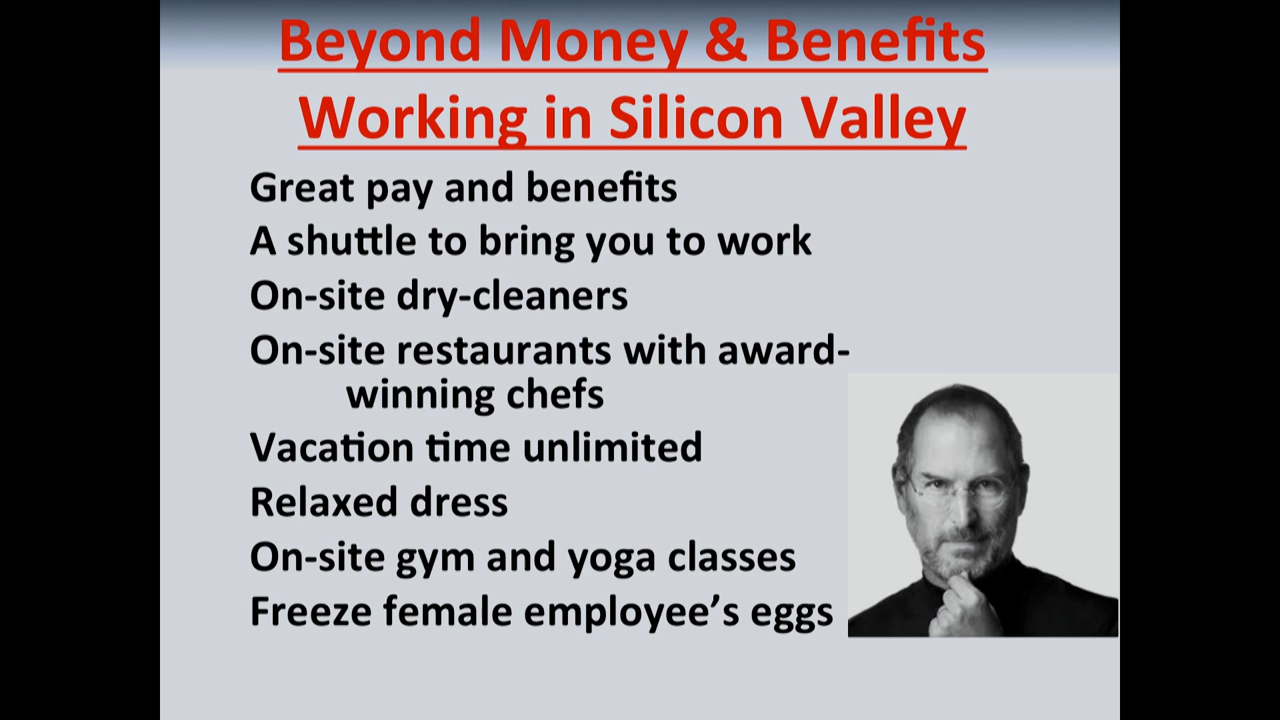 Beyond Money & Benefits
Working in Silicon Valley
Great pay and benefits
A shuttle to bring you to work
On-site dry-cleaners
On-site restaurants with award-
winning chefs
Vacation time unlimited
Relaxed dress
On-site gym and yoga classes
Freeze female employee’s eggs